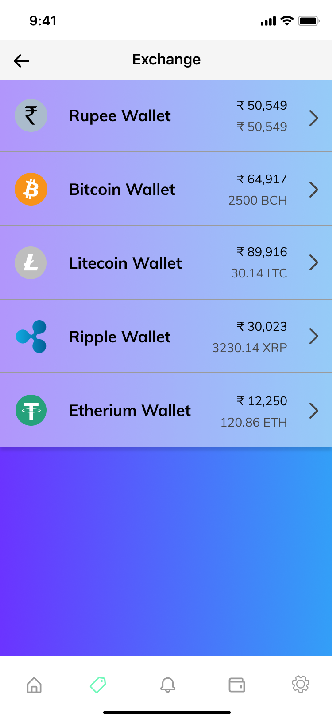 9:41
Exchange
Rupee Wallet
₹ 50,549
₹ 50,549
Bitcoin Wallet
₹ 64,917
2500 BCH
Litecoin Wallet
₹ 89,916
30.14 LTC
Ripple Wallet
₹ 30,023
3230.14 XRP
Etherium Wallet
₹ 12,250
120.86 ETH